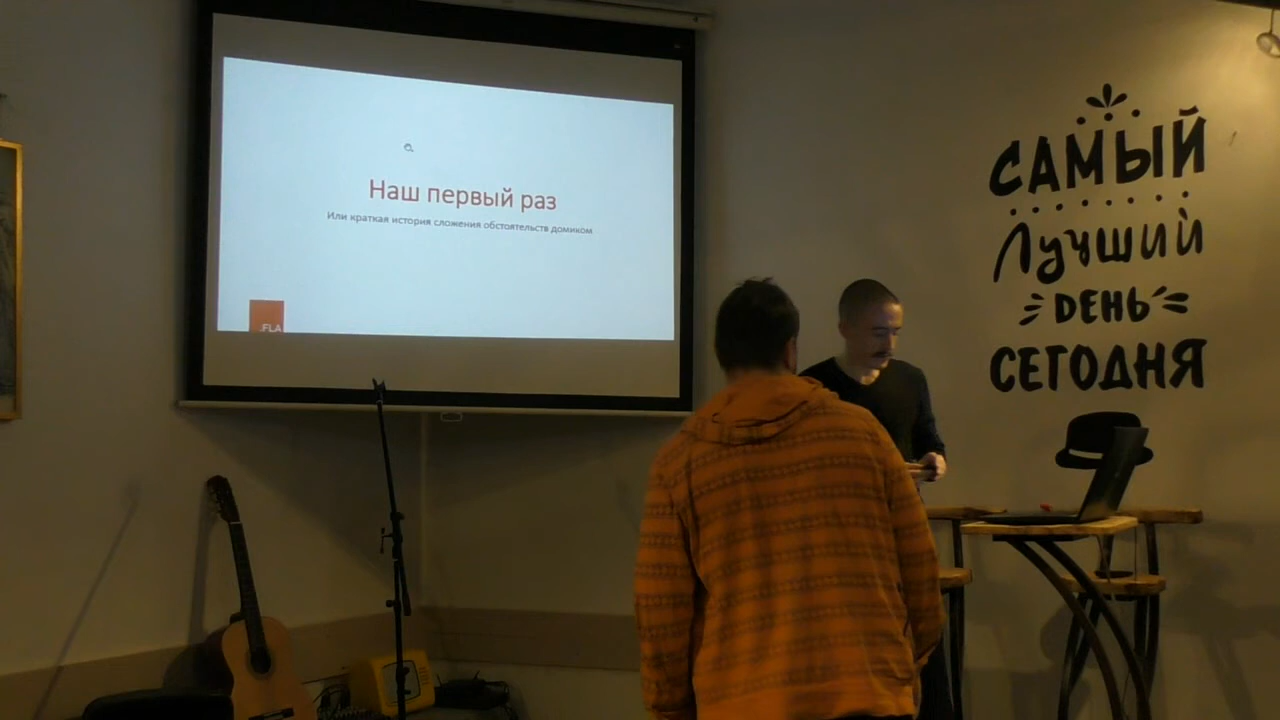 Наш первый раз
Или краткая история сложения обстоятельств домиком
.FLA
САМЫЙ
Лучший
ДЕНЬ
СЕГОДНЯ